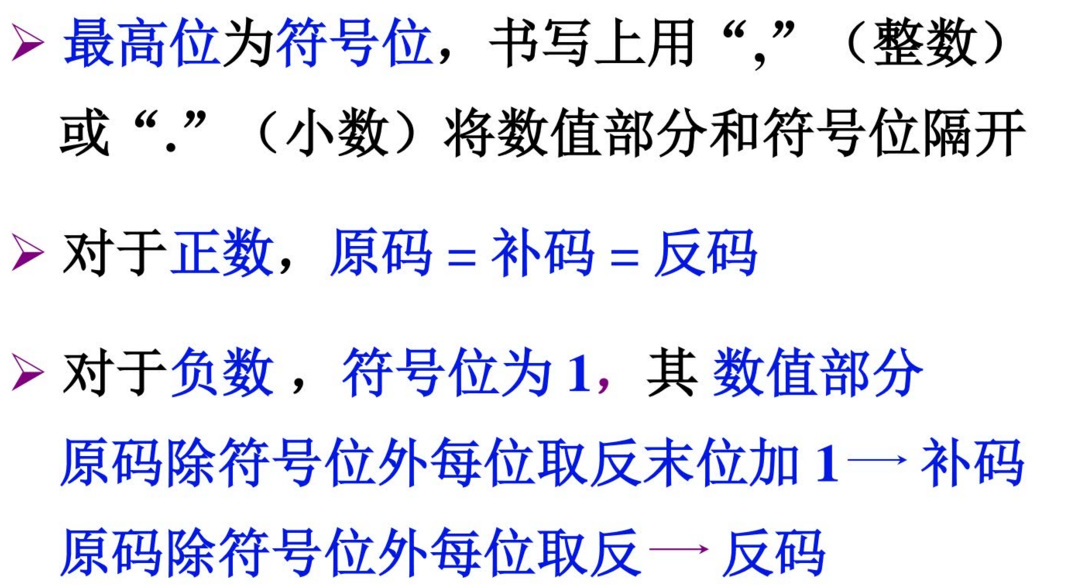 ➢ 最高位为符号位，书写上用“,”（整数）
或“.”（小数）将数值部分和符号位隔开
➢ 对于正数，原码 = 补码 = 反码
➢ 对于负数 ，符号位为 1，其 数值部分
原码除符号位外每位取反末位加 1 → 补码
原码除符号位外每位取反 → 反码